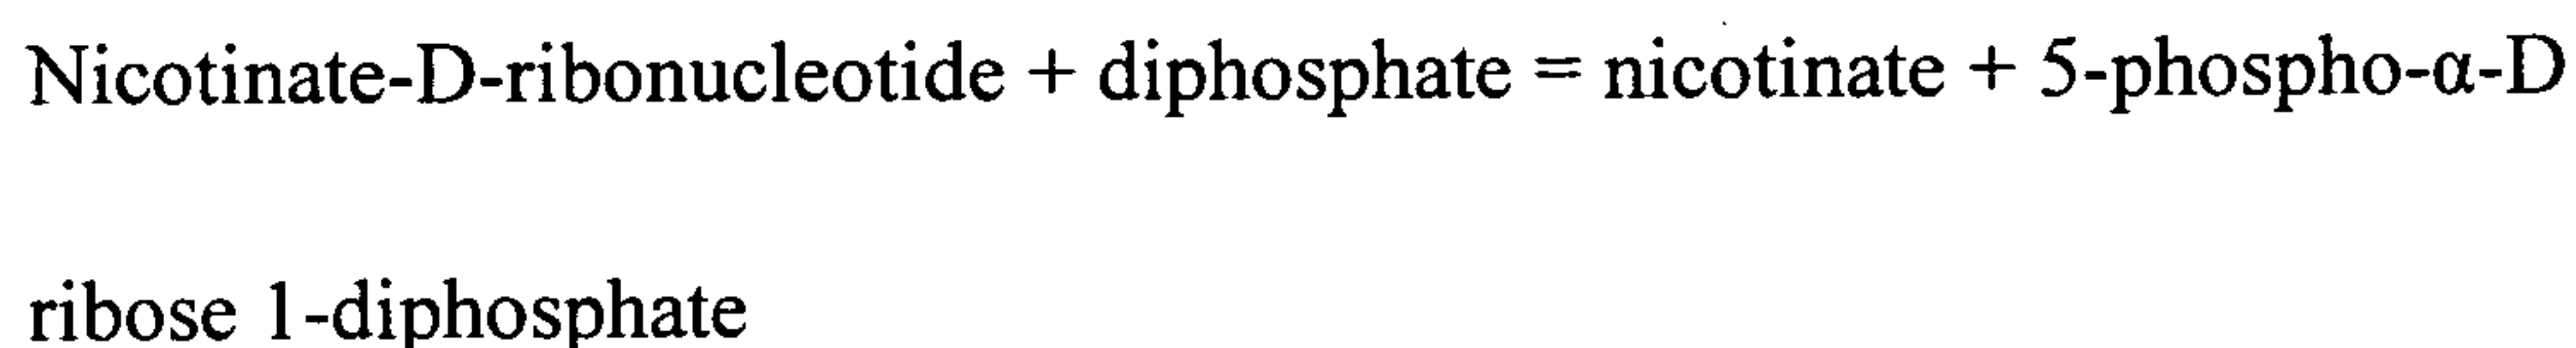 Nicotinate-D-ribonucleotide + diphosphate = nicotinate + 5-phospho-α-D
ribose 1-diphosphate